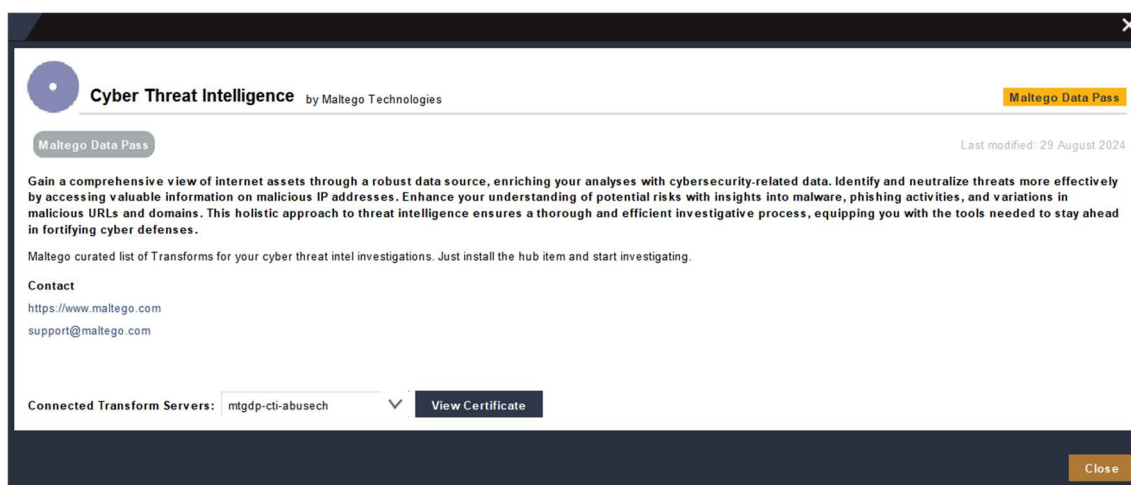 Cyber Threat Intelligence by Maltego Technologies
Maltego Data Pass
Maltego Data Pass
Last modified: 29 August 2024
Gain a comprehensive view of internet assets through a robust data source, enriching your analyses with cybersecurity-related data. Identify and neutralize threats more effectively
by accessing valuable information on malicious IP addresses. Enhance your understanding of potential risks with insights into malware, phishing activities, and variations in
malicious URLs and domains. This holistic approach to threat intelligence ensures a thorough and efficient investigative process, equipping you with the tools needed to stay ahead
in fortifying cyber defenses.
Maltego curated list of Transforms for your cyber threat intel investigations. Just install the hub item and start investigating.
Contact
https://www.maltego.com
support@maltego.com
Connected Transform Servers: mtgdp-cti-abusech View Certificate
Close